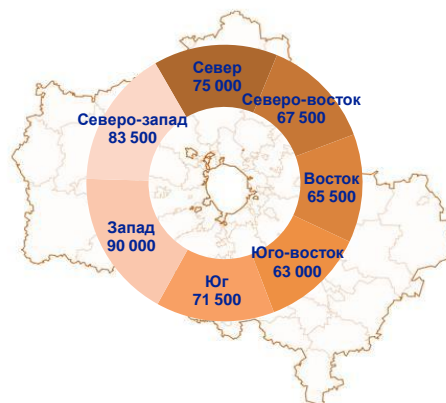 Север
75 000
Северо-восток
67 500
Восток
65 500
Юго-восток
63 000
Юг
71 500
Запад
90 000
Северо-запад
83 500